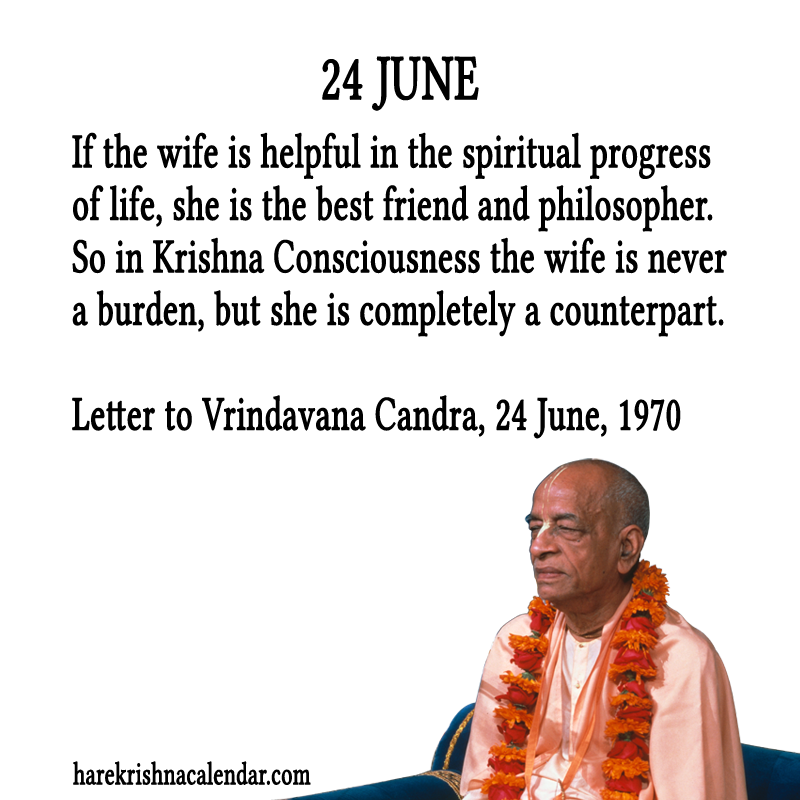 24 JUNE
If the wife is helpful in the spiritual progress
of life, she is the best friend and philosopher.
So in Krishna Consciousness the wife is never
a burden, but she is completely a counterpart.
Letter to Vrindavana Candra, 24 June, 1970
harekrishnacalendar.com